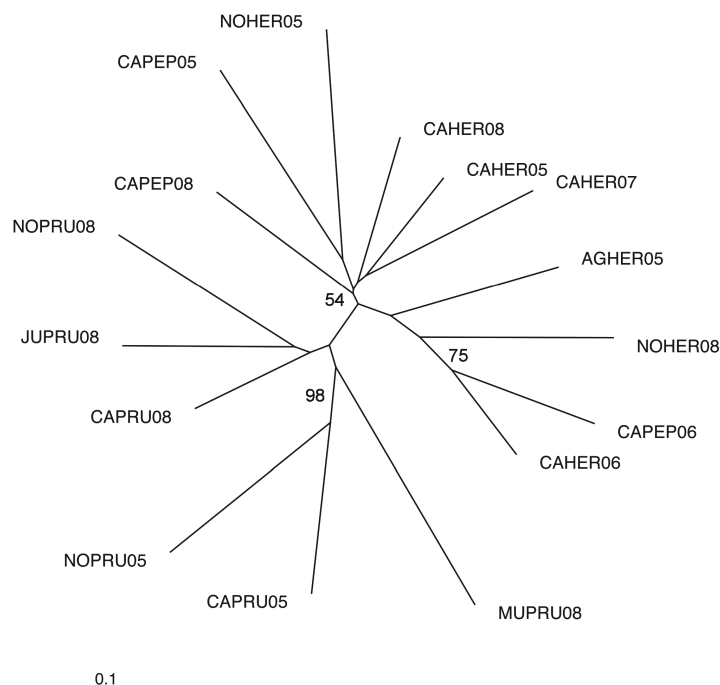 NOHER05
CAPEP05
CAHER08
CAHER05
CAHER07
CAPEP08
NOPRU08
AGHER05
54
JUPRU08
NOHER08
75
98
CAPRU08
CAPEP06
CAHER06
NOPRU05
CAPRU05
MUPRU08
0.1